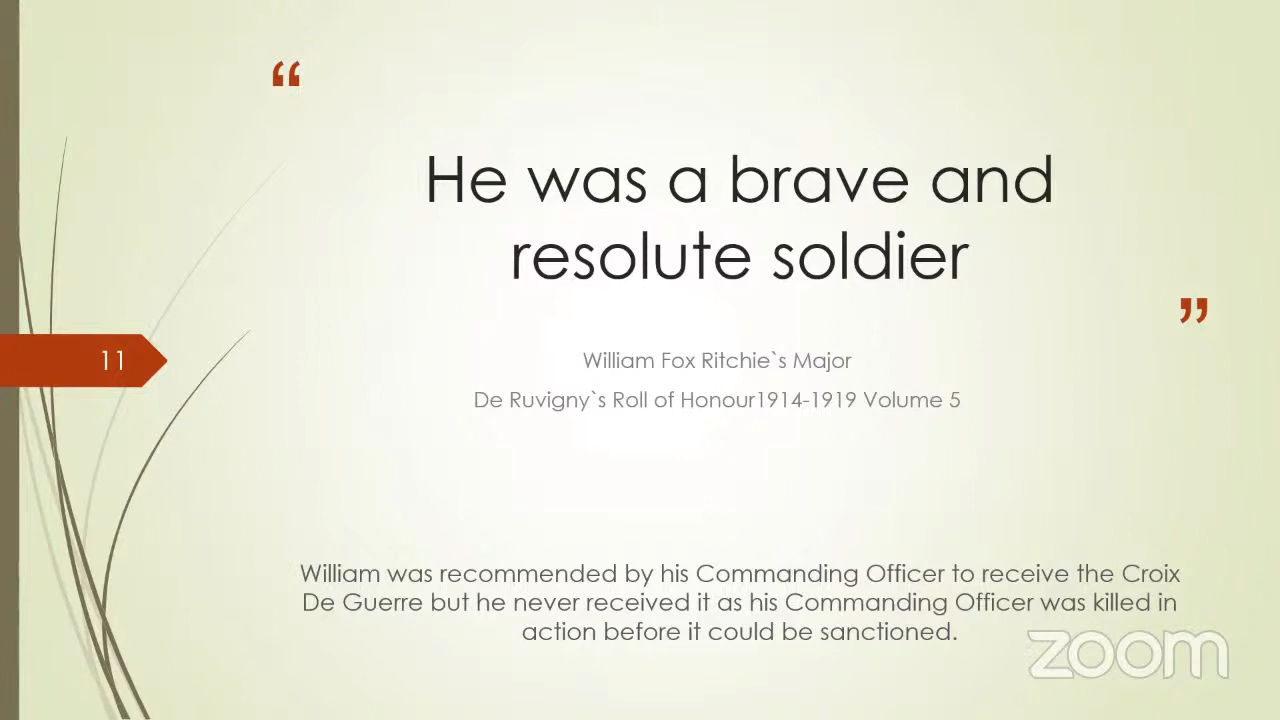 “
He was a brave and
resolute soldier
”
11
William Fox Ritchie`s Major
De Ruvigny`s Roll of Honour1914-1919 Volume 5
William was recommended by his Commanding Officer to receive the Croix
De Guerre but he never received it as his Commanding Officer was killed in
action before it could be sanctioned.
zoom